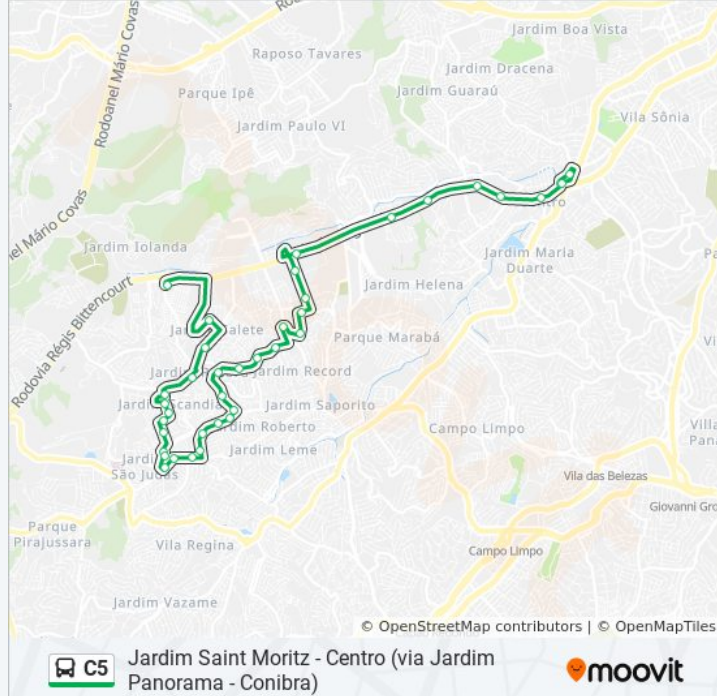 Jardim Boa Vista
Raposo Tavares
Jardim Dracena
Parque Ipê
Jardim Guaraú
Rodoanel Mário Covas
Vila Sônia
Jardim Paulo VI
Jardim Iolanda
Jardim Maria
Duarte
Jardim Helena
Rodovia Régis Bittencourt
Parque Marabá
Jardim Record
Jardim Saporito
Campo Limpo
Jardim Leme
São Judas
Vila das Belezas
Parque
Pirajussara
Vila Regina
Campo Limpo
Jardim Vazame
© OpenStreetMap contributors | © OpenMapTiles
C5
Jardim Saint Moritz - Centro (via Jardim
Panorama - Conibra)
moovit